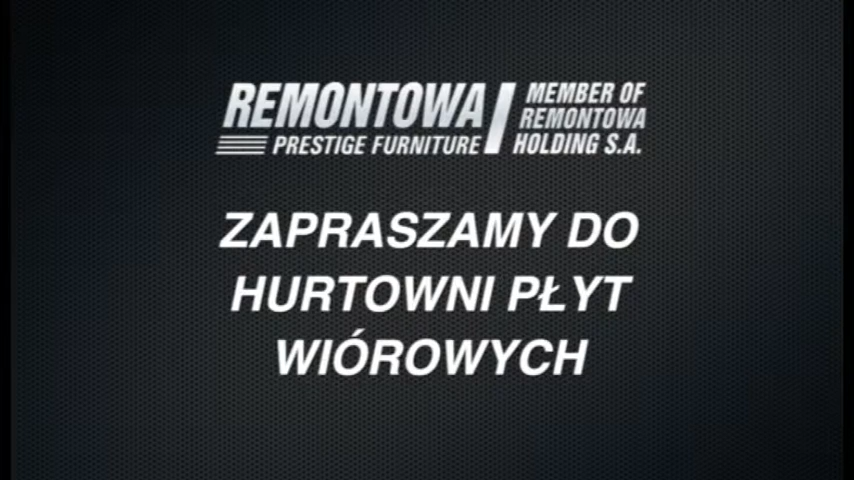 REMONTOWA
PRESTIGE FURNITURE
MEMBER OF
REMONTOWA
HOLDING S.A.
ZAPRASZAMY DO
HURTOWNI PŁYT
WIÓROWYCH